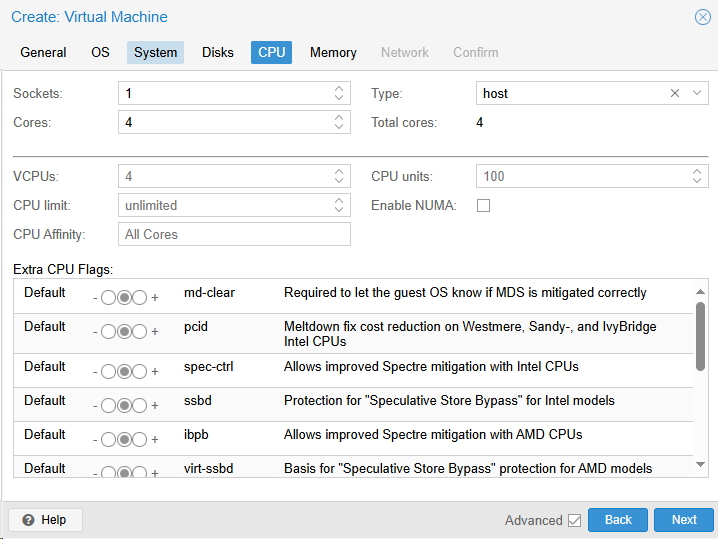 Create: Virtual Machine
General OS System Disks CPU Memory Network Confirm
Sockets: 1 Type: host
Cores: 4 Total cores: 4
VCPUs: 4 CPU units: 100
CPU limit: unlimited Enable NUMA:
CPU Affinity: All Cores
Extra CPU Flags:
Default - + md-clear Required to let the guest OS know if MDS is mitigated correctly
Default - + pcid Meltdown fix cost reduction on Westmere, Sandy-, and IvyBridge
Intel CPUs
Default - + spec-ctrl Allows improved Spectre mitigation with Intel CPUs
Default - + ssbd Protection for "Speculative Store Bypass" for Intel models
Default - + ibpb Allows improved Spectre mitigation with AMD CPUs
Default - + virt-ssbd Basis for "Speculative Store Bypass" protection for AMD models
Help Advanced Back Next